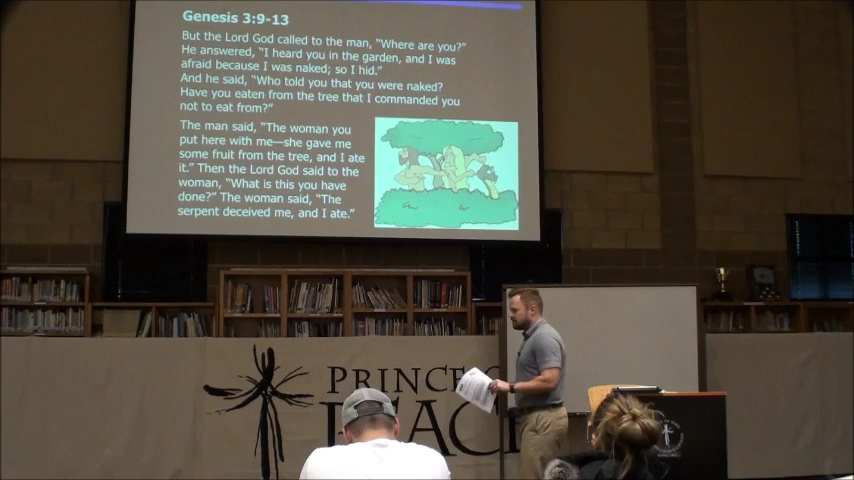 Genesis 3:9-13
But the Lord God called to the man, "Where are you?"
He answered, "I heard you in the garden, and I was
afraid because I was naked; so I hid."
And he said, "Who told you that you were naked?
Have you eaten from the tree that I commanded you
not to eat from?"
The man said, "The woman you
put here with me—she gave me
some fruit from the tree, and I ate
it." Then the Lord God said to the
woman, "What is this you have
done?" The woman said, "The
serpent deceived me, and I ate."
PRINCE
PEACE